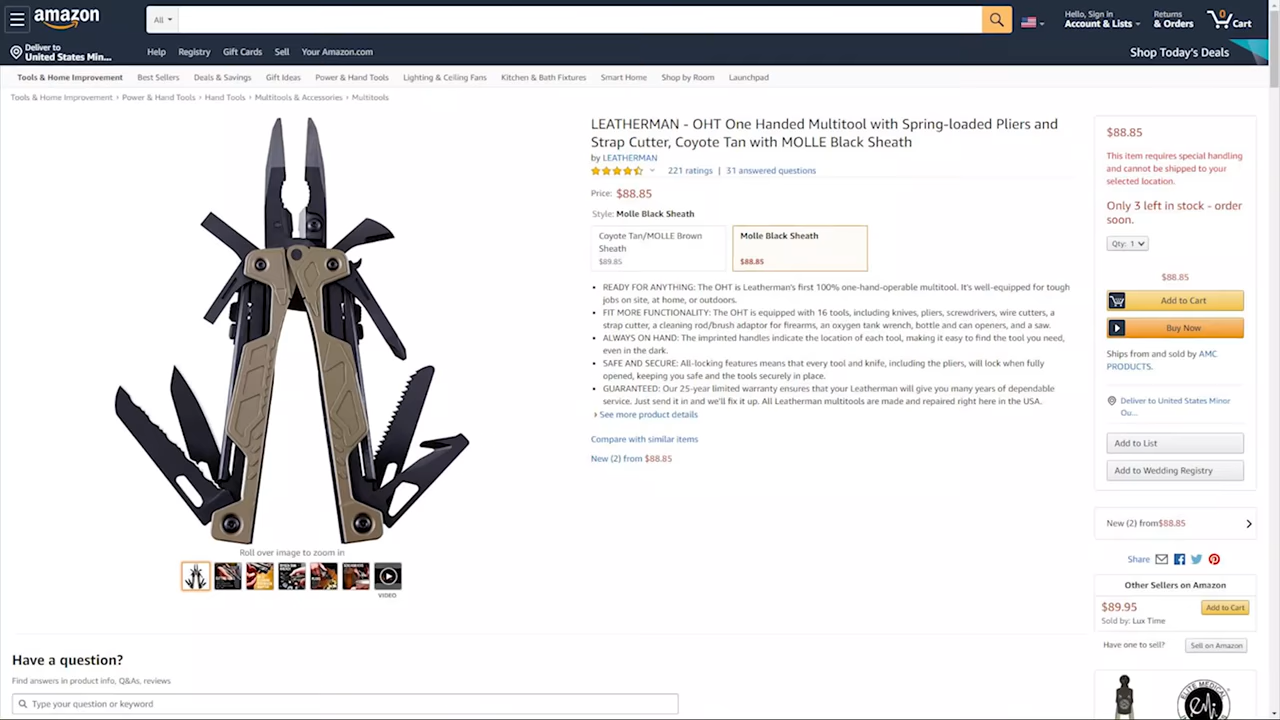 amazon
All
Hello, Sign in
Account & Lists
Returns
& Orders
0
Cart
Deliver to
United States Min...
Help
Registry
Gift Cards
Sell
Your Amazon.com
Shop Today's Deals
Tools & Home Improvement
Best Sellers
Deals & Savings
Gift Ideas
Power & Hand Tools
Lighting & Ceiling Fans
Kitchen & Bath Fixtures
Smart Home
Shop by Room
Launchpad
Tools & Home Improvement › Power & Hand Tools › Hand Tools › Multitools & Accessories › Multitools
LEATHERMAN - OHT One Handed Multitool with Spring-loaded Pliers and
Strap Cutter, Coyote Tan with MOLLE Black Sheath
by LEATHERMAN
221 ratings | 31 answered questions
Price: $88.85
Style: Molle Black Sheath
Coyote Tan/MOLLE Brown
Sheath
$89.85
Molle Black Sheath
$88.85
• READY FOR ANYTHING: The OHT is Leatherman's first 100% one-hand-operable multitool. It's well-equipped for tough
jobs on site, at home, or outdoors.
• FIT MORE FUNCTIONALITY: The OHT is equipped with 16 tools, including knives, pliers, screwdrivers, wire cutters, a
strap cutter, a cleaning rod/brush adaptor for firearms, an oxygen tank wrench, bottle and can openers, and a saw.
• ALWAYS ON HAND: The imprinted handles indicate the location of each tool, making it easy to find the tool you need,
even in the dark.
• SAFE AND SECURE: All-locking features means that every tool and knife, including the pliers, will lock when fully
opened, keeping you safe and the tools securely in place.
• GUARANTEED: Our 25-year limited warranty ensures that your Leatherman will give you many years of dependable
service. Just send it in and we'll fix it up. All Leatherman multitools are made and repaired right here in the USA.
› See more product details
Compare with similar items
New (2) from $88.85
Roll over image to zoom in
VIDEO
$88.85
This item requires special handling
and cannot be shipped to your
selected location.
Only 3 left in stock - order
soon.
Qty: 1
$88.85
Add to Cart
Buy Now
Ships from and sold by AMC
PRODUCTS.
Deliver to United States Minor
Ou...
Add to List
Add to Wedding Registry
New (2) from$88.85
Share
Other Sellers on Amazon
$89.95
Add to Cart
Sold by: Lux Time
Have one to sell?
Sell on Amazon
Have a question?
Find answers in product info, Q&As, reviews
Type your question or keyword
ELITE MEDICAL